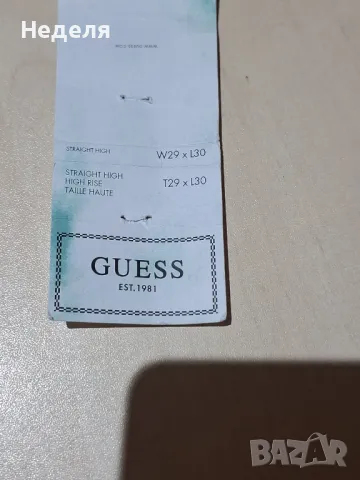 Неделя
STRAIGHT HIGH W29 x L30
STRAIGHT HIGH
HIGH RISE T29 x L30
TAILLE HAUTE
GUESS
EST. 1981
BAZAR